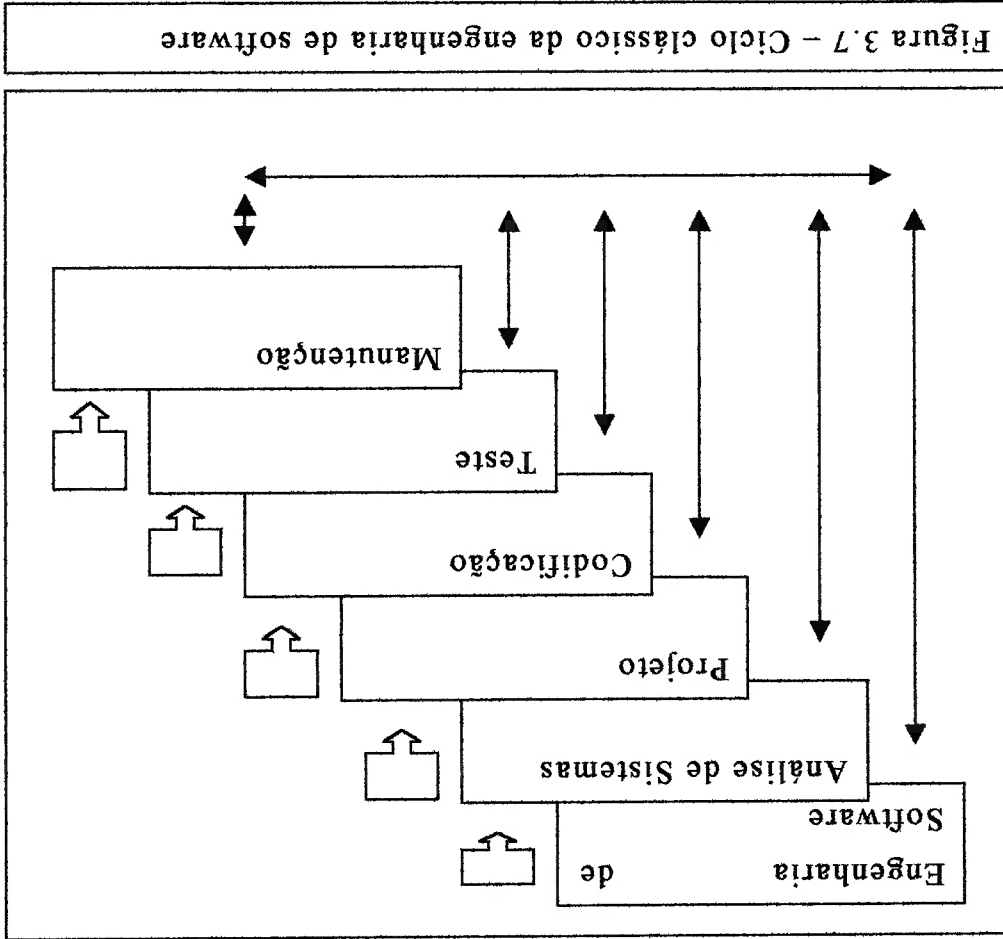 Engenharia de
Software
Análise de Sistemas
Projeto
Codificação
Teste
Manutenção
Figura 3.7 – Ciclo clássico da engenharia de software